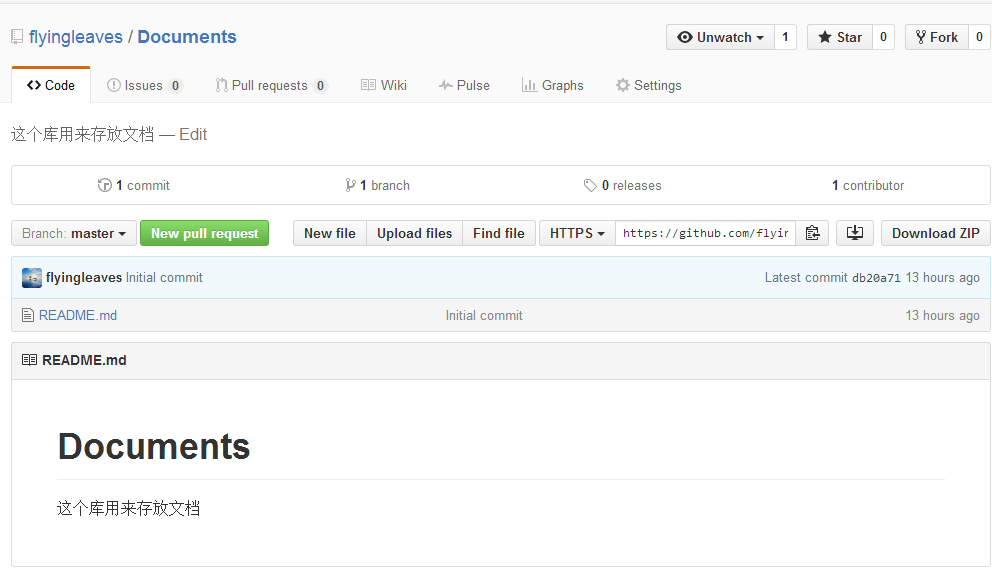 flyingleaves / Documents
Unwatch 1 Star 0 Fork 0
Code Issues 0 Pull requests 0 Wiki Pulse Graphs Settings
这个库用来存放文档 — Edit
1 commit 1 branch 0 releases 1 contributor
Branch: master New pull request New file Upload files Find file HTTPS https://github.com/flyin Download ZIP
flyingleaves Initial commit Latest commit db20a71 13 hours ago
README.md Initial commit 13 hours ago
README.md
Documents
这个库用来存放文档